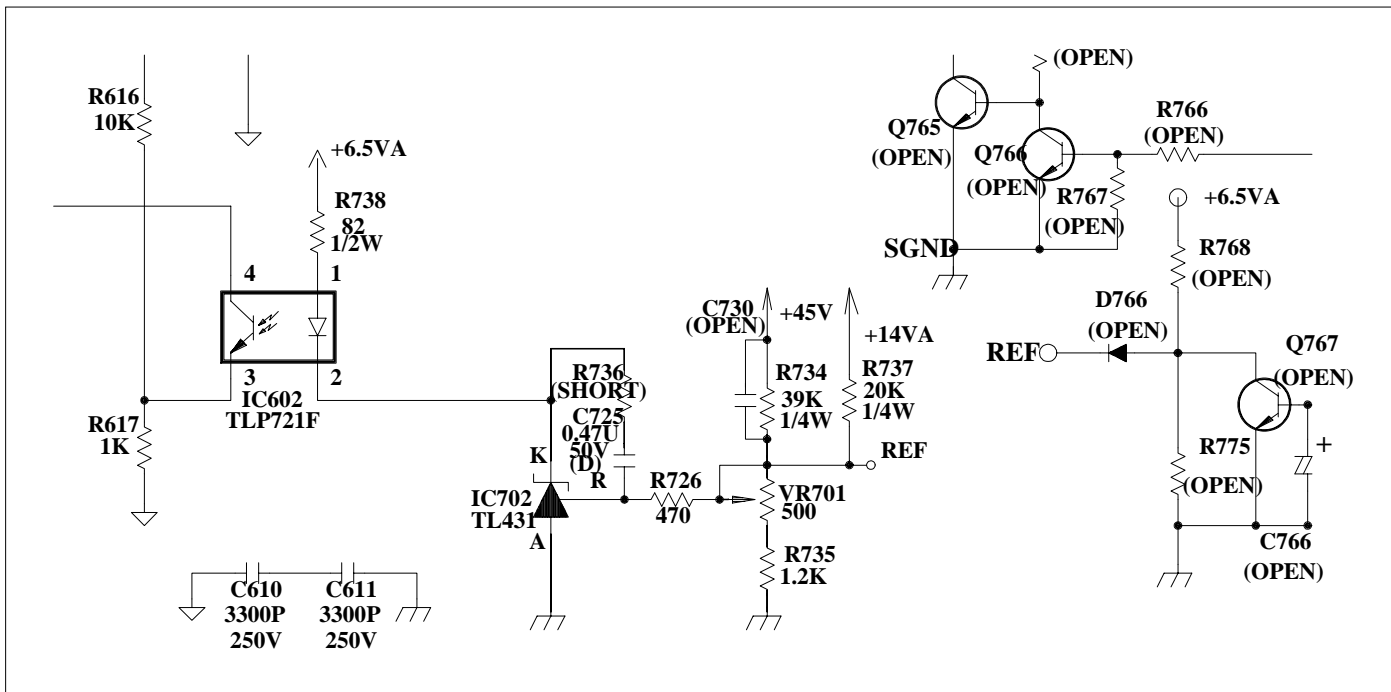 R616
10K
+6.5VA
R738
82
1/2W
4
1
3
2
IC602
TLP721F
R617
1K
C610
3300P
250V
C611
3300P
250V
R736
(SHORT)
C725
0.47U
50V
(D)
K
R
IC702
TL431
A
R726
470
C730
(OPEN)
+45V
+14VA
R734
39K
1/4W
R737
20K
1/4W
REF
VR701
500
R735
1.2K
(OPEN)
Q765
(OPEN)
Q766
(OPEN)
R766
(OPEN)
R767
(OPEN)
SGND
+6.5VA
R768
(OPEN)
D766
(OPEN)
REF
Q767
(OPEN)
R775
(OPEN)
+
C766
(OPEN)